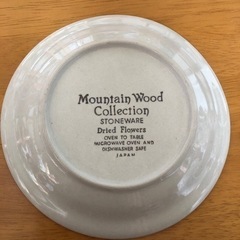 Mountain Wood
Collection
STONEWARE
Dried Flowers
OVEN TO TABLE
MICROWAVE OVEN AND
DISHWASHER SAFE
JAPAN